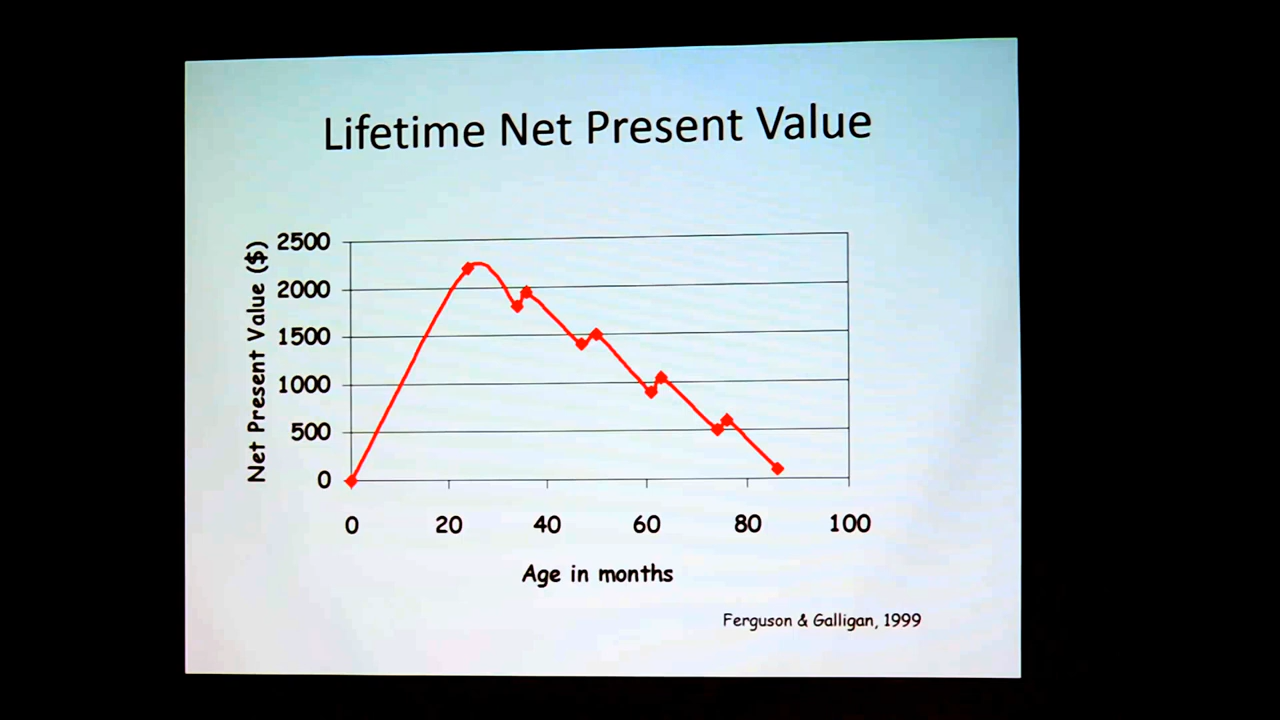 Lifetime Net Present Value
Net Present Value ($)
2500
2000
1500
1000
500
0
0 20 40 60 80 100
Age in months
Ferguson & Galligan, 1999